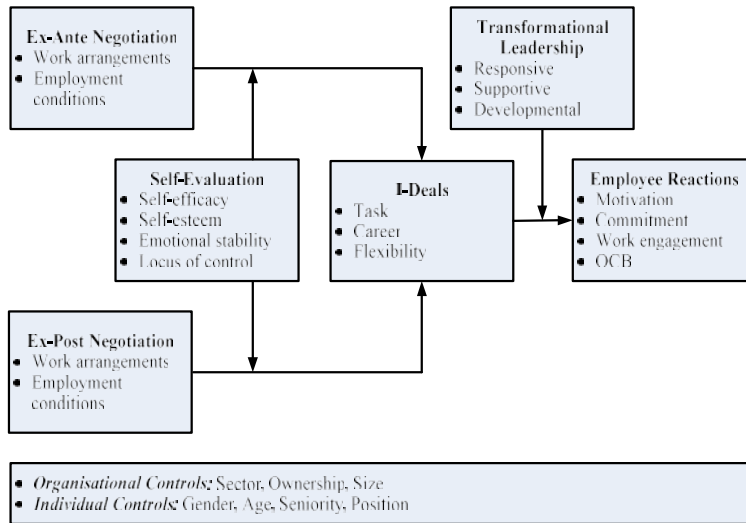 Ex-Ante Negotiation
• Work arrangements
• Employment
conditions
Transformational
Leadership
• Responsive
• Supportive
• Developmental
Self-Evaluation
• Self-efficacy
• Self-esteem
• Emotional stability
• Locus of control
I-Deals
• Task
• Career
• Flexibility
Employee Reactions
• Motivation
• Commitment
• Work engagement
• OCB
Ex-Post Negotiation
• Work arrangements
• Employment
conditions
• Organisational Controls: Sector, Ownership, Size
• Individual Controls: Gender, Age, Seniority, Position